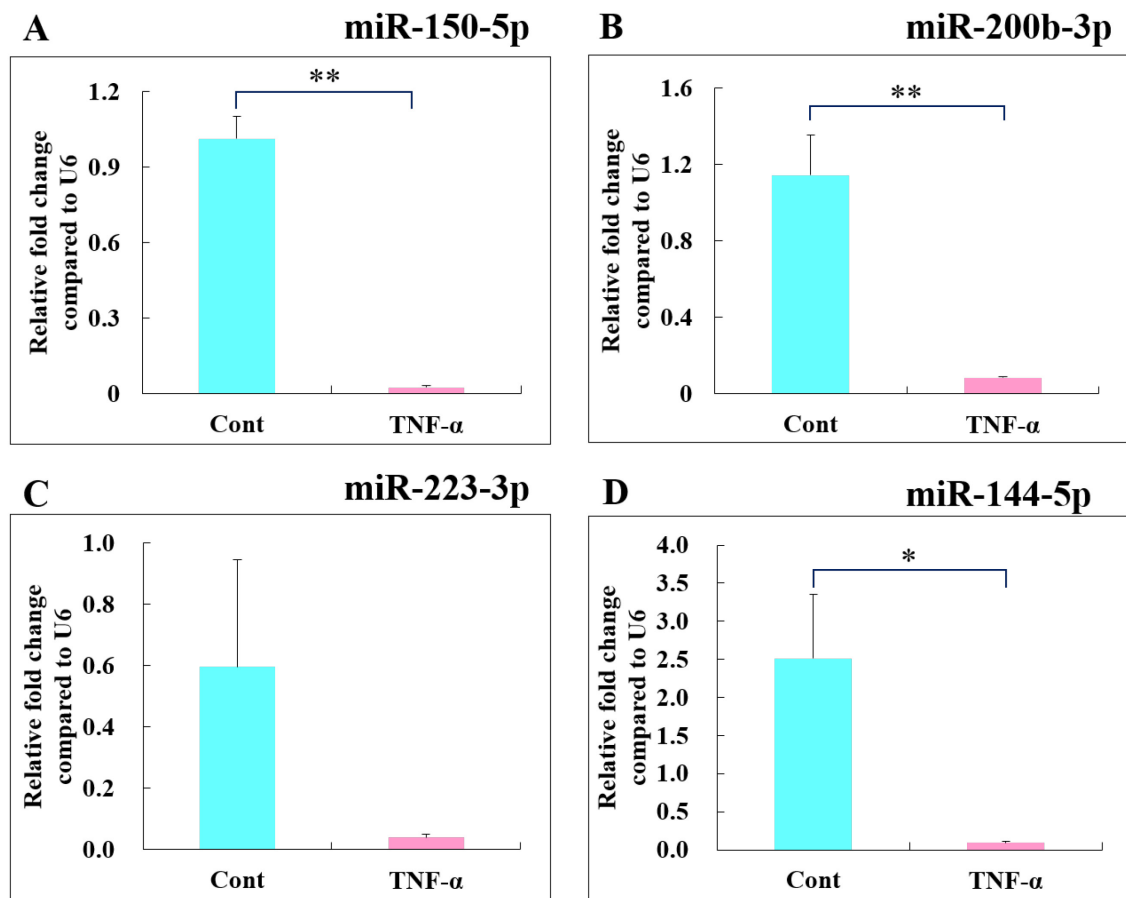 A miR-150-5p
Relative fold change
compared to U6
1.2
0.9
0.6
0.3
0
**
Cont TNF-α
B miR-200b-3p
Relative fold change
compared to U6
1.6
1.2
0.8
0.4
0
**
Cont TNF-α
C miR-223-3p
Relative fold change
compared to U6
1.0
0.8
0.6
0.4
0.2
0.0
Cont TNF-α
D miR-144-5p
Relative fold change
compared to U6
4.0
3.5
3.0
2.5
2.0
1.5
1.0
0.5
0.0
*
Cont TNF-α